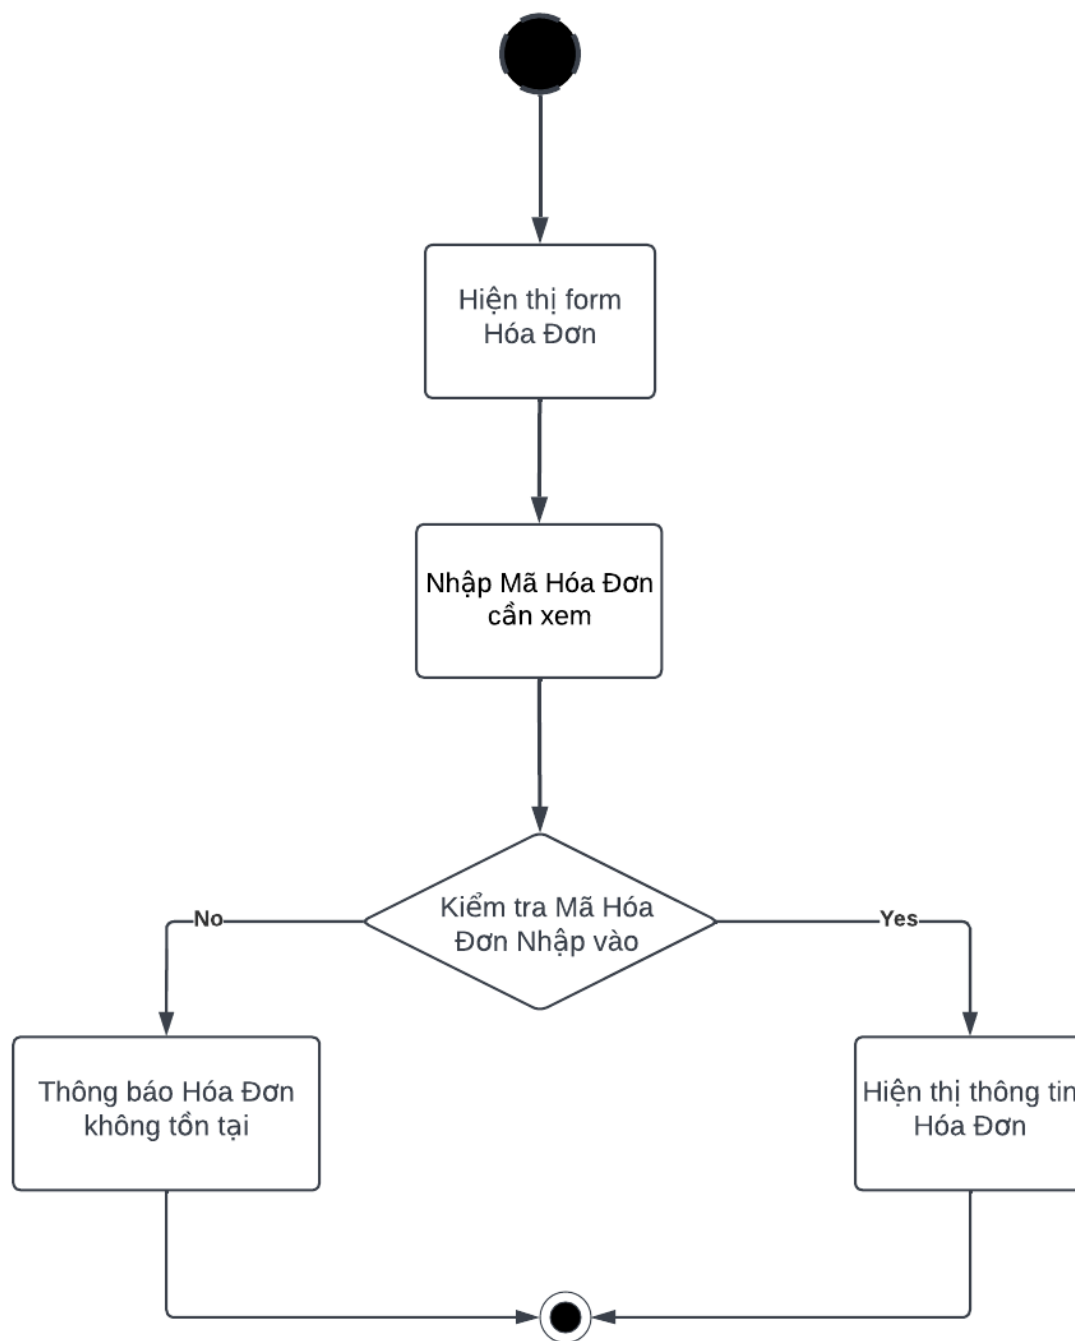 Hiện thị form
Hóa Đơn
Nhập Mã Hóa Đơn
cần xem
Kiểm tra Mã Hóa
Đơn Nhập vào
No
Yes
Thông báo Hóa Đơn
không tồn tại
Hiện thị thông tin
Hóa Đơn